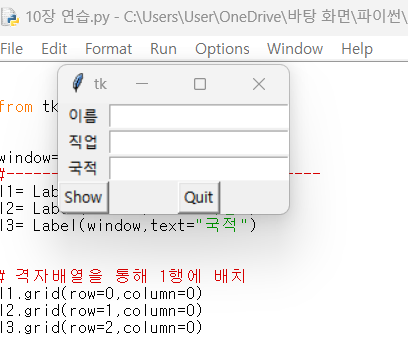 10장 연습.py - C:\Users\User\OneDrive\바탕 화면\파이썬\
File Edit Format Run Options Window Help
tk
from tk
이름
직업
국적
window=
Show Quit
#
l1= Lab
l2= Lab
l3= Label(window,text="국적")
# 격자배열을 통해 1행에 배치
l1.grid(row=0,column=0)
l2.grid(row=1,column=0)
l3.grid(row=2,column=0)